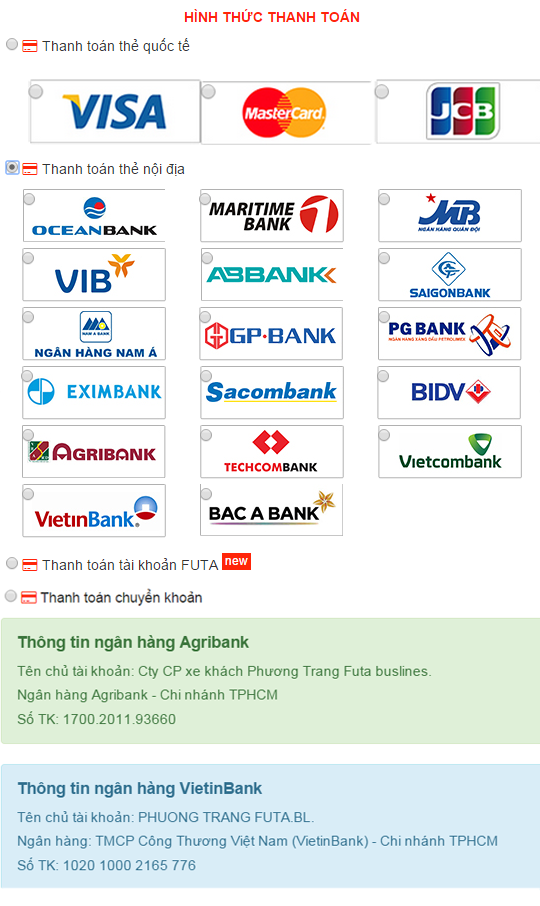 HÌNH THỨC THANH TOÁN
Thanh toán thẻ quốc tế
VISA MasterCard JCB
Thanh toán thẻ nội địa
OCEANBANK MARITIME BANK MB NGÂN HÀNG QUÂN ĐỘI
VIB ABBANK SAIGONBANK
NAM A BANK NGÂN HÀNG NAM Á GP·BANK PG BANK NGÂN HÀNG XĂNG DẦU PETROLIMEX
EXIMBANK Sacombank BIDV
AGRIBANK TECHCOMBANK Vietcombank
VietinBank BAC A BANK
Thanh toán tài khoản FUTA new
Thanh toán chuyển khoản
Thông tin ngân hàng Agribank
Tên chủ tài khoản: Cty CP xe khách Phương Trang Futa buslines.
Ngân hàng Agribank - Chi nhánh TPHCM
Số TK: 1700.2011.93660
Thông tin ngân hàng VietinBank
Tên chủ tài khoản: PHUONG TRANG FUTA.BL.
Ngân hàng: TMCP Công Thương Việt Nam (VietinBank) - Chi nhánh TPHCM
Số TK: 1020 1000 2165 776